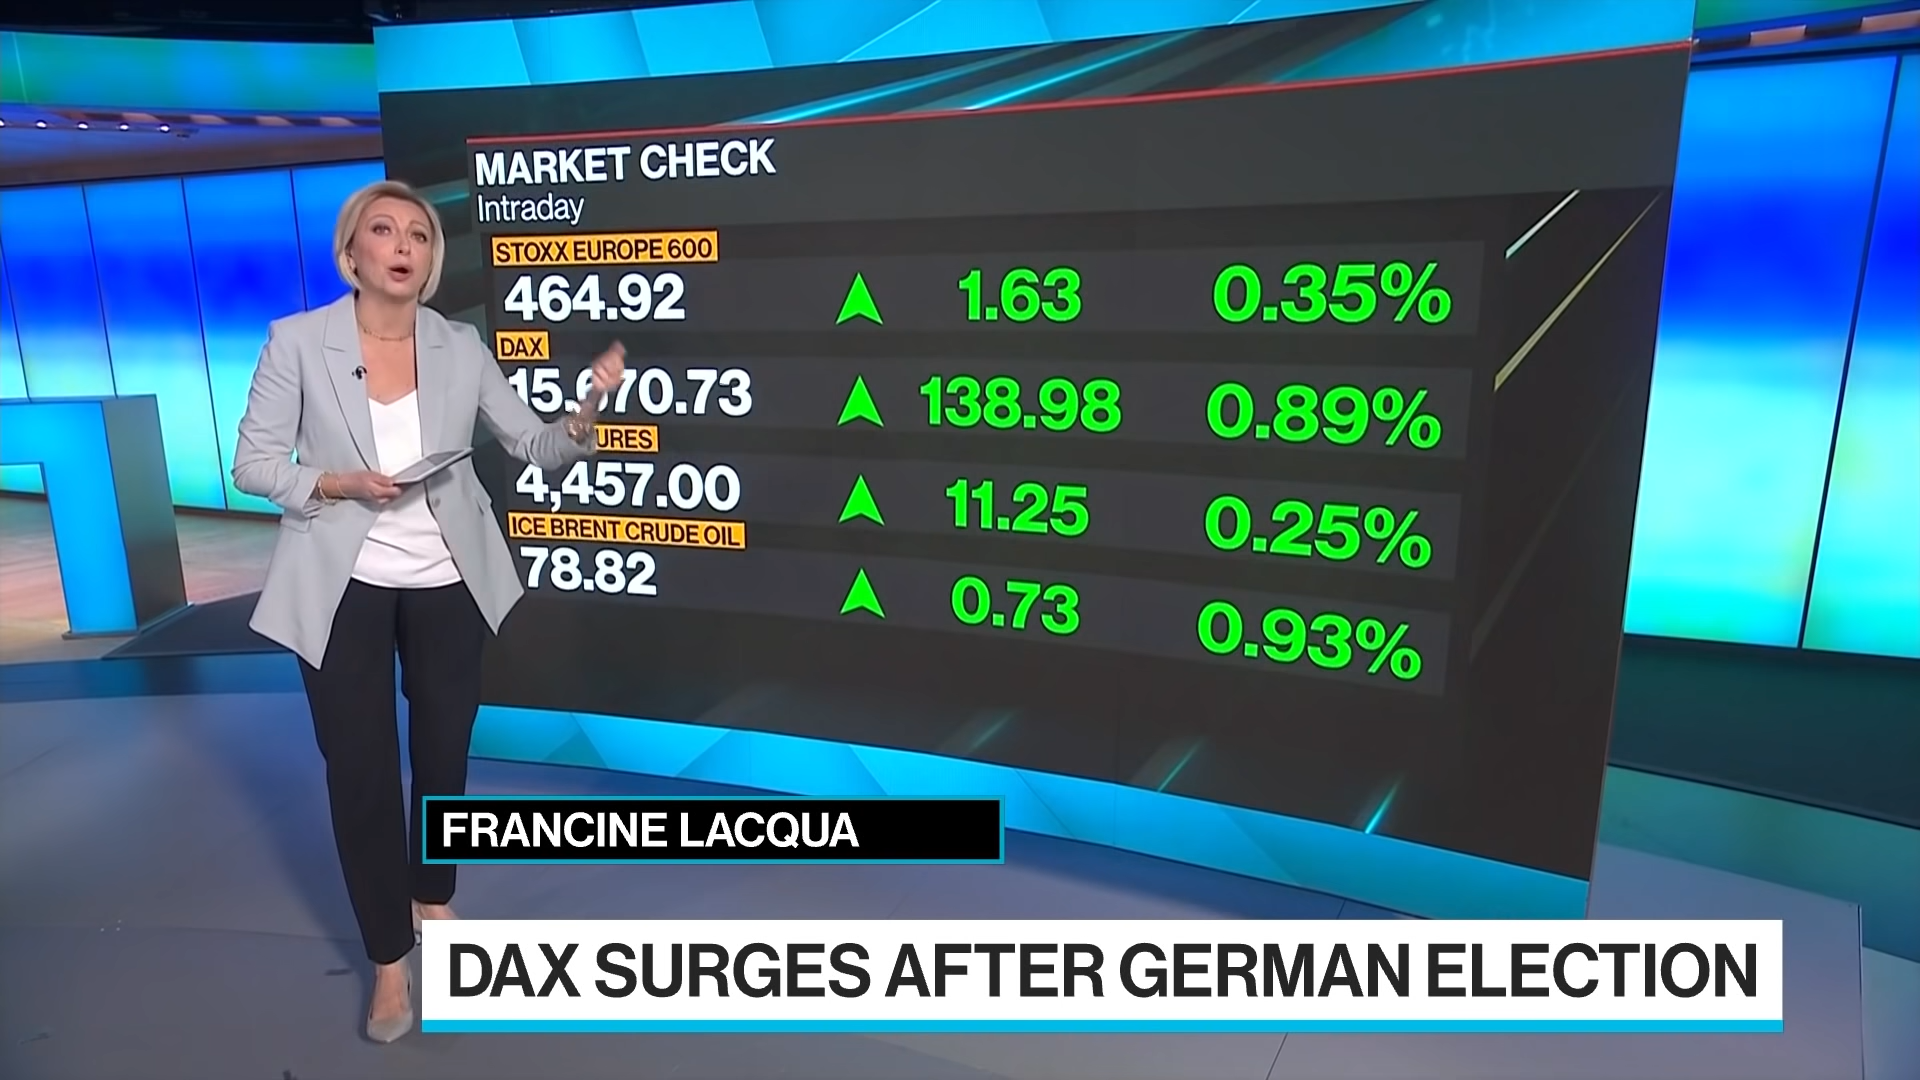 MARKET CHECK
Intraday
STOXX EUROPE 600
464.92 1.63 0.35%
DAX
138.98 0.89%
4,457.00 11.25 0.25%
ICE BRENT CRUDE OIL
78.82 0.73 0.93%
FRANCINE LACQUA
DAX SURGES AFTER GERMAN ELECTION